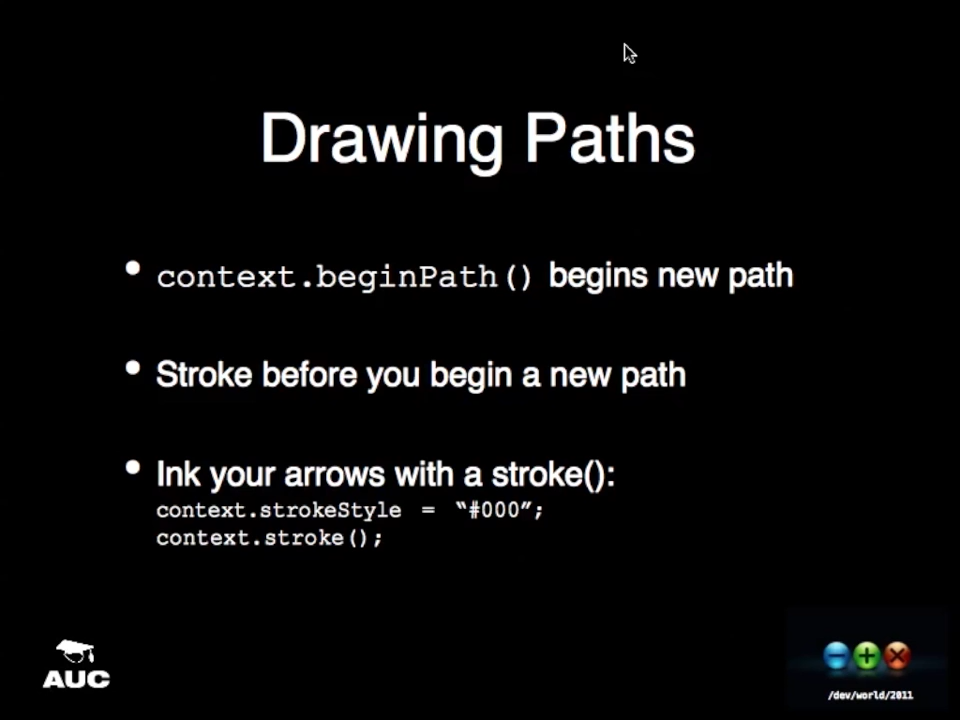 Drawing Paths
• context.beginPath() begins new path
• Stroke before you begin a new path
• Ink your arrows with a stroke():
context.strokeStyle = “#000”;
context.stroke();
AUC
/dev/world/2011